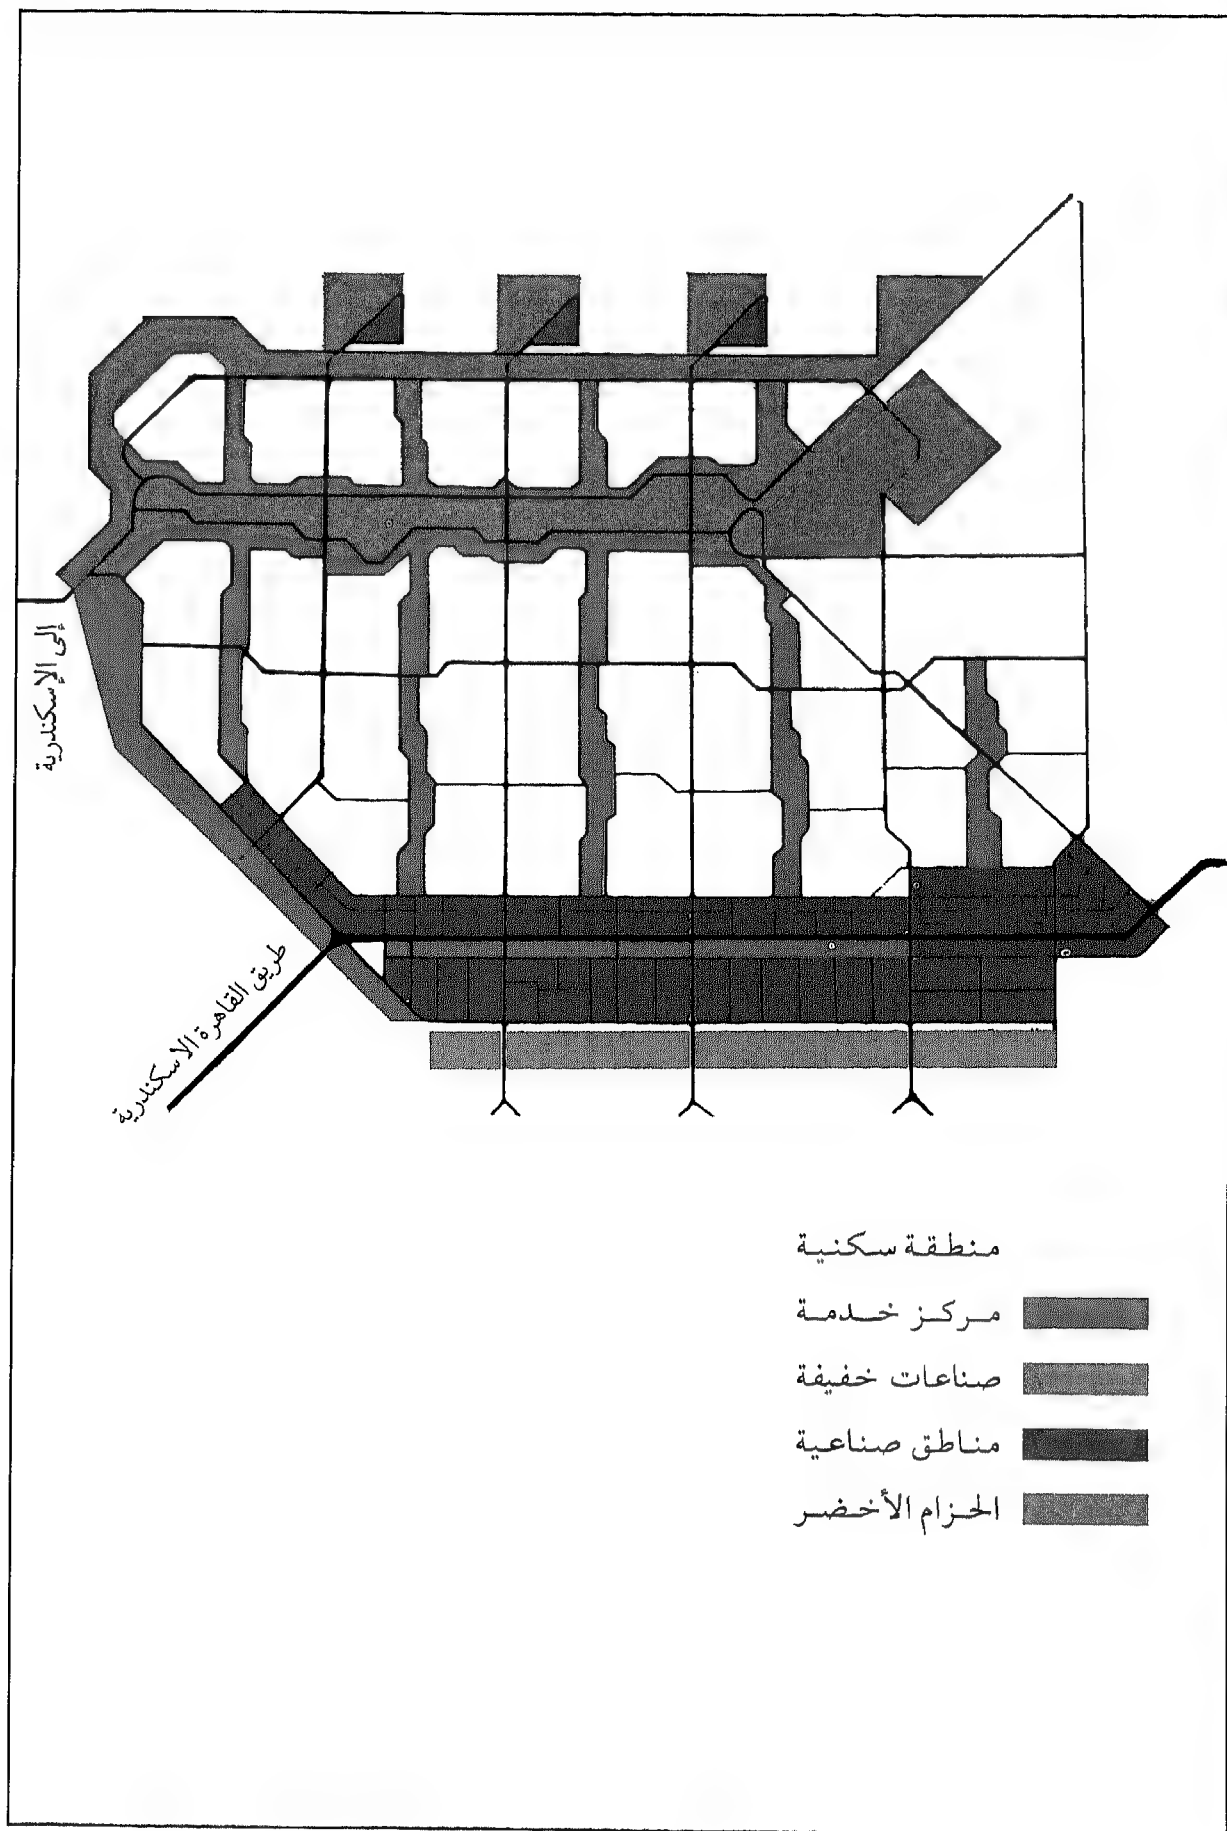 إلى الإسكندرية
طريق القاهرة الاسكندرية
منطقة سكنية
مركز خدمة
صناعات خفيفة
مناطق صناعية
الحزام الأخضر